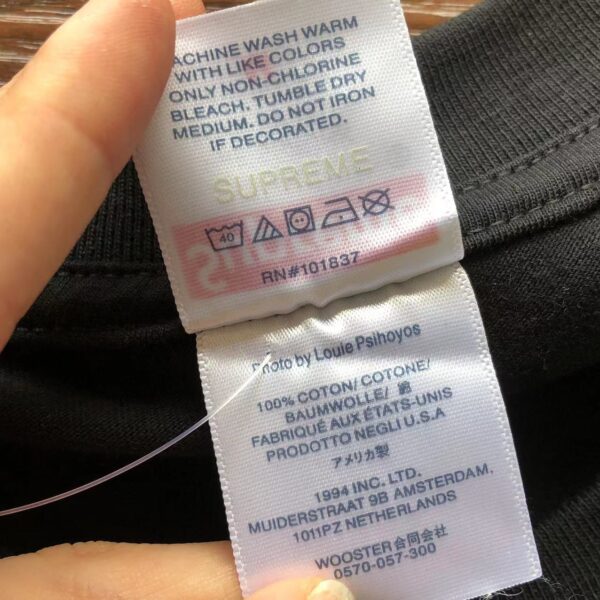 ACHINE WASH WARM
WITH LIKE COLORS
ONLY NON-CHLORINE
BLEACH. TUMBLE DRY
MEDIUM. DO NOT IRON
IF DECORATED.
SUPREME
40
RN#101837
Photo by Louie Psihoyos
100% COTON/ COTONE/
BAUMWOLLE/ 綿
FABRIQUÉ AUX ÉTATS-UNIS
PRODOTTO NEGLI U.S.A
アメリカ製
1994 INC. LTD.
MUIDERSTRAAT 9B AMSTERDAM,
1011PZ NETHERLANDS
WOOSTER合同会社
0570-057-300